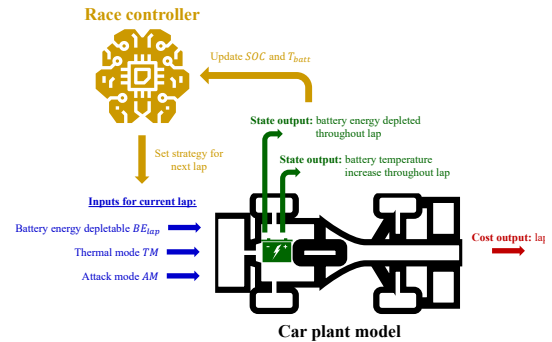 Race controller
Update SOC and T_batt
State output: battery energy depleted
throughout lap
Set strategy for
next lap
State output: battery temperature
increase throughout lap
Inputs for current lap:
Battery energy depletable BE_lap
Thermal mode TM
Attack mode AM
Cost output: lap
Car plant model